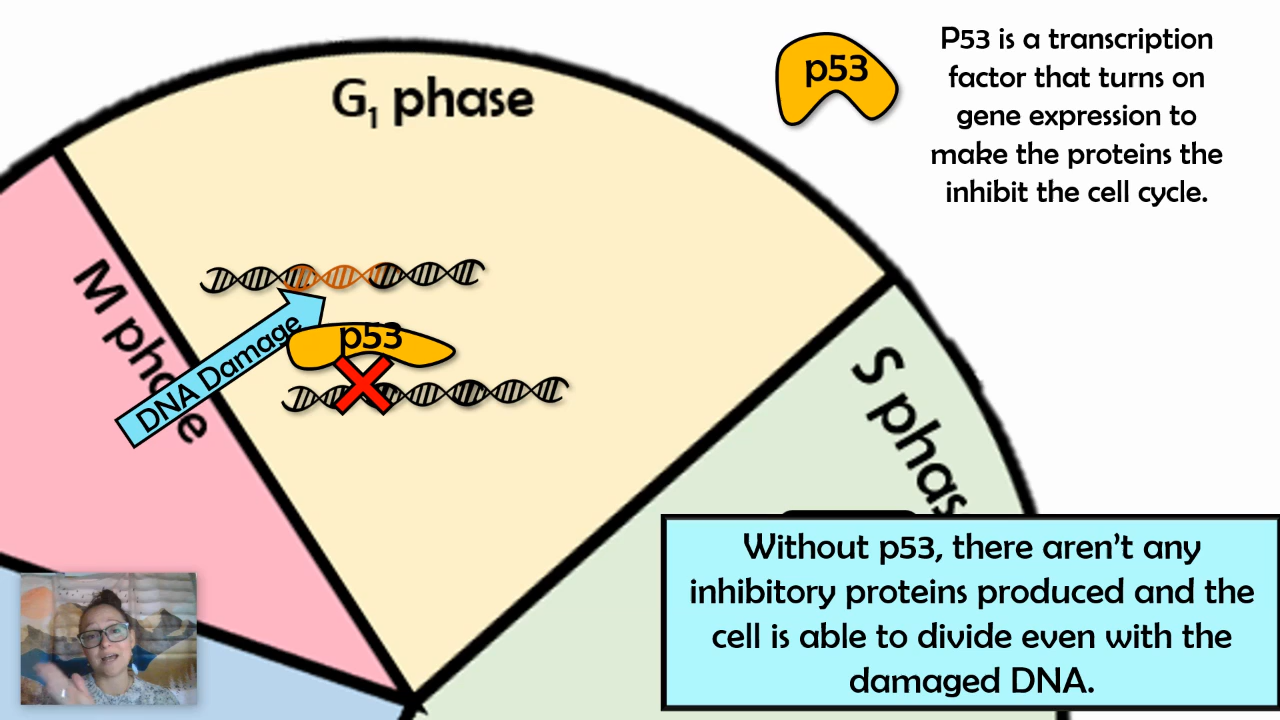 G₁ phase
p53
P53 is a transcription
factor that turns on
gene expression to
make the proteins the
inhibit the cell cycle.
M phase
DNA Damage
p53
S phas
Without p53, there aren't any
inhibitory proteins produced and the
cell is able to divide even with the
damaged DNA.